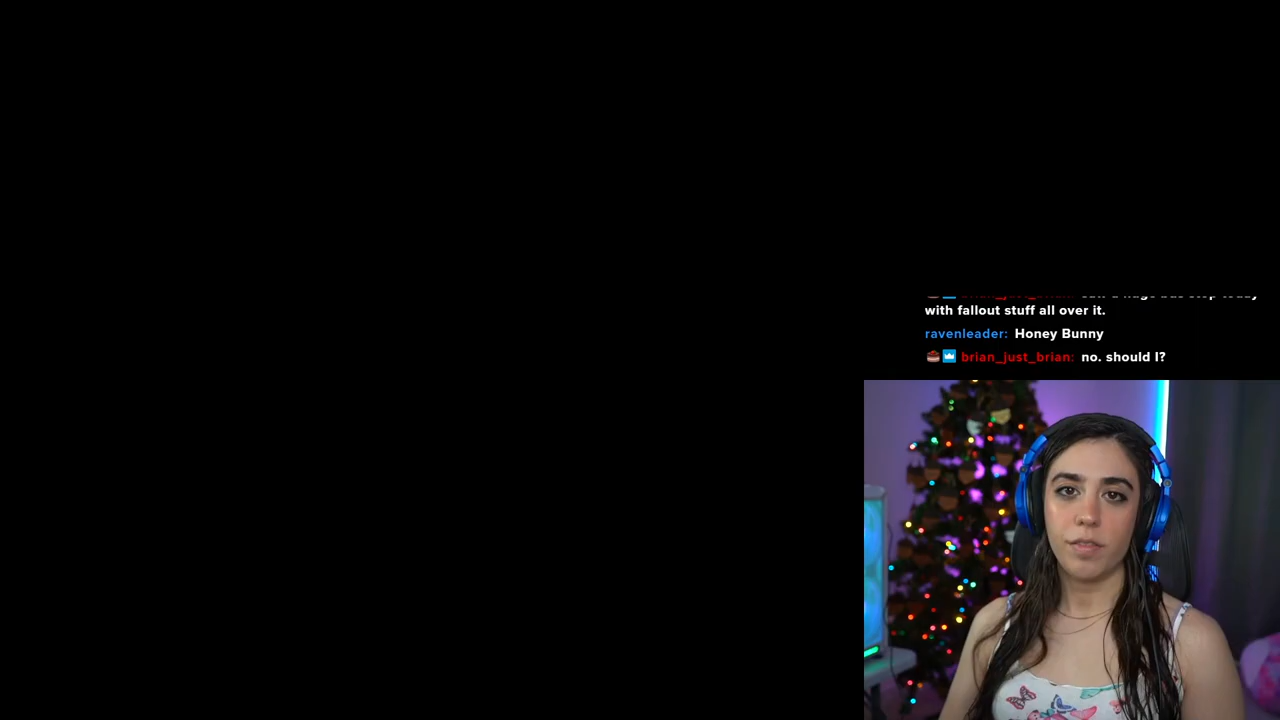 with fallout stuff all over it.
ravenleader: Honey Bunny
brian_just_brian: no. should I?